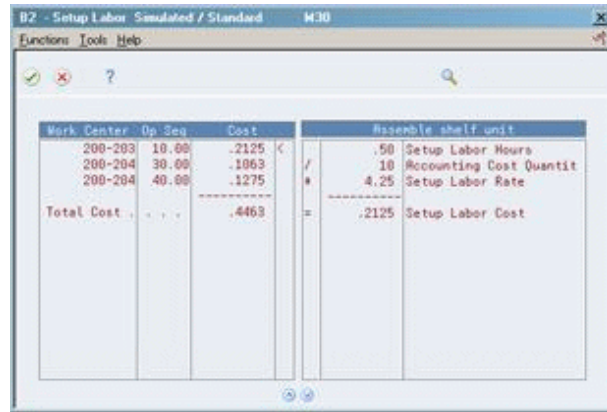 B2 - Setup Labor Simulated / Standard M30
Functions Tools Help
?
Work Center Op Seq Cost
200-203 10.00 .2125 <
200-204 30.00 .1063
200-204 40.00 .1275
----------
Total Cost . . . . .4463
Assemble shelf unit
.50 Setup Labor Hours
/ 10 Accounting Cost Quantit
* 4.25 Setup Labor Rate
----------
= .2125 Setup Labor Cost